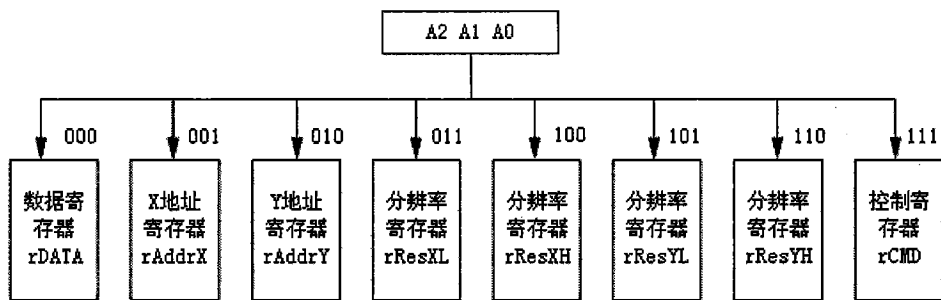 A2 A1 A0
000
001
010
011
100
101
110
111
数据寄
存器
rDATA
X地址
寄存器
rAddrX
Y地址
寄存器
rAddrY
分辨率
寄存器
rResXL
分辨率
寄存器
rResXH
分辨率
寄存器
rResYL
分辨率
寄存器
rResYH
控制寄
存器
rCMD